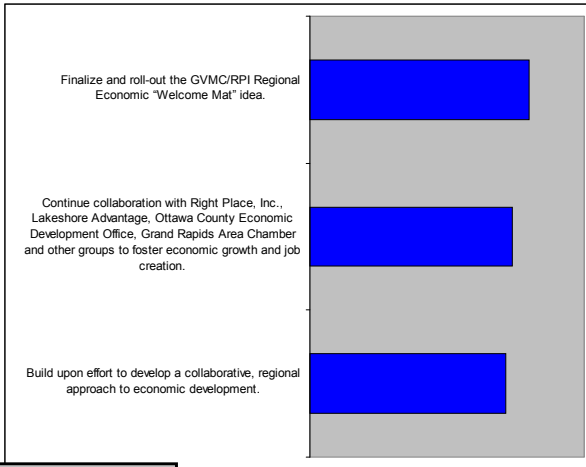 Finalize and roll-out the GVMC/RPI Regional
Economic “Welcome Mat” idea.
Continue collaboration with Right Place, Inc.,
Lakeshore Advantage, Ottawa County Economic
Development Office, Grand Rapids Area Chamber
and other groups to foster economic growth and job
creation.
Build upon effort to develop a collaborative, regional
approach to economic development.